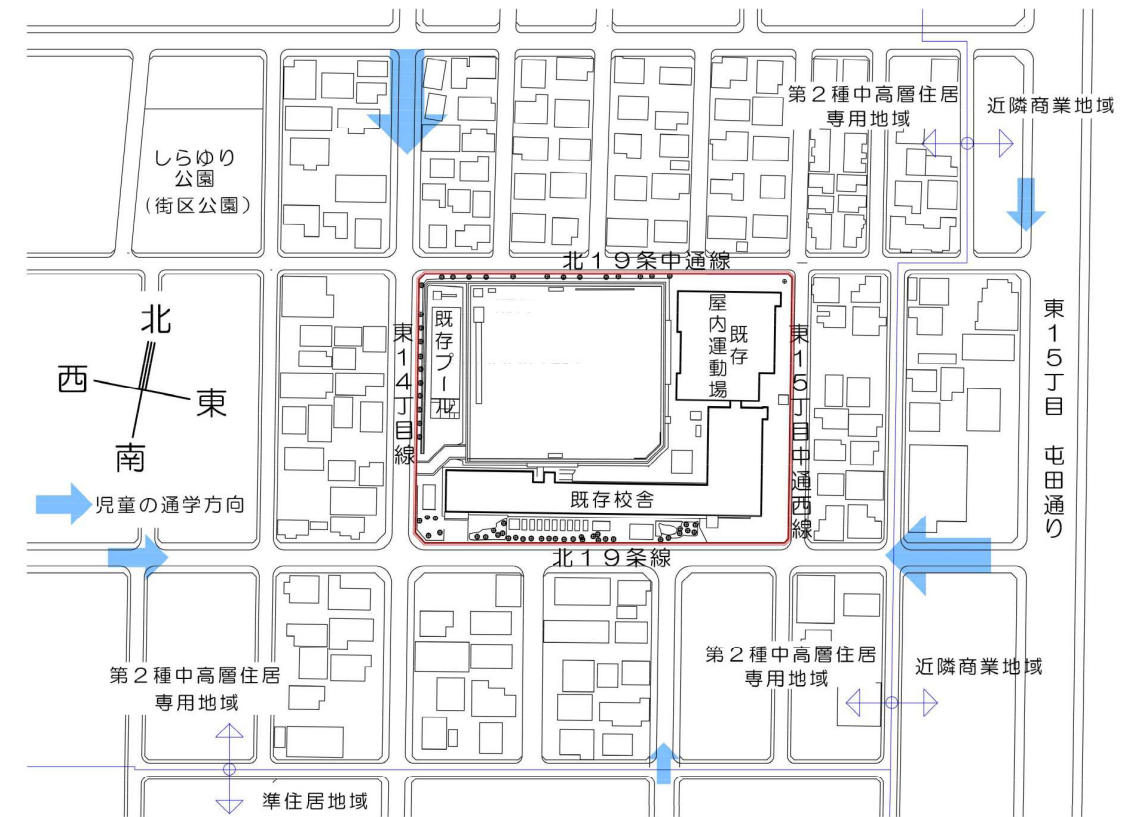 第２種中高層住居
専用地域
近隣商業地域
しらゆり
公園
（街区公園）
北１９条中通線
北
西
東
南
東１４丁目線
既存プール
既存
屋内運動場
東１５丁目中通西線
東１５丁目　屯田通り
児童の通学方向
既存校舎
北１９条線
第２種中高層住居
専用地域
第２種中高層住居
専用地域
近隣商業地域
準住居地域